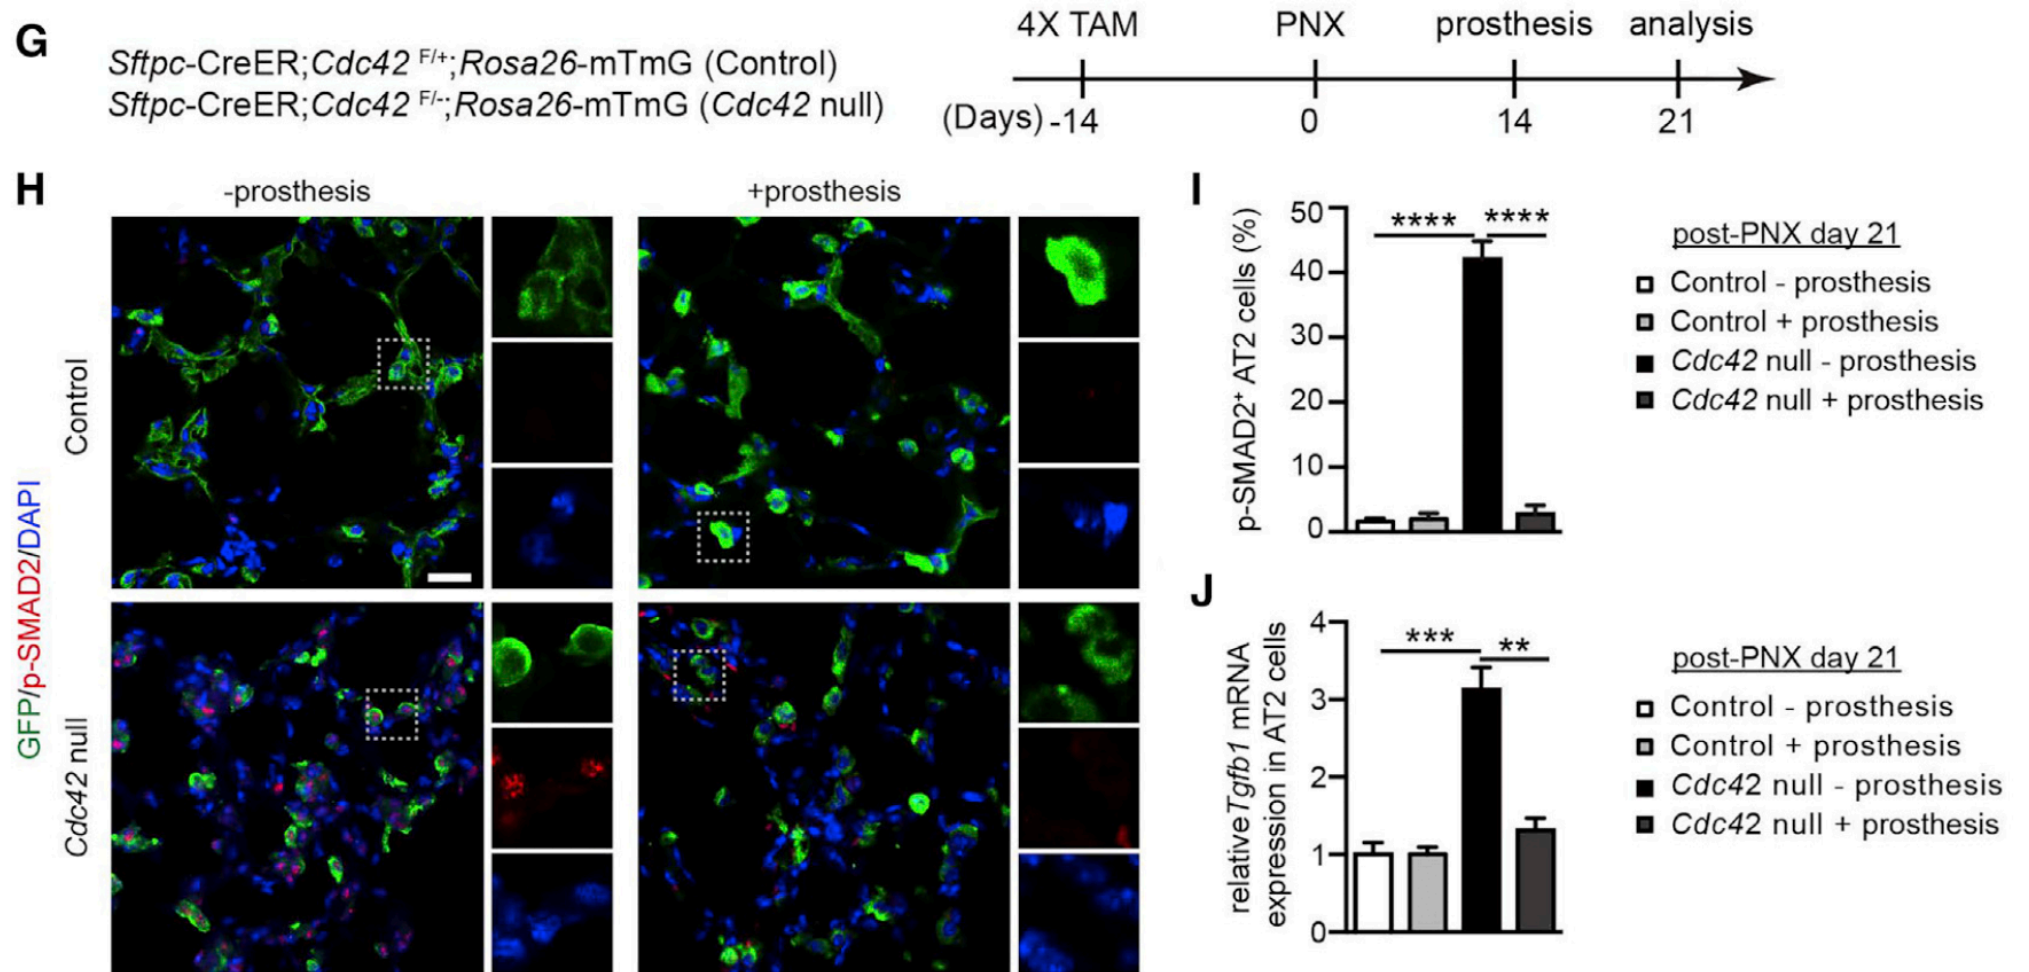 G
Sftpc-CreER;Cdc42 F/+;Rosa26-mTmG (Control)
Sftpc-CreER;Cdc42 F/-;Rosa26-mTmG (Cdc42 null)
4X TAM PNX prosthesis analysis
(Days) -14 0 14 21
H
-prosthesis +prosthesis
Control
Cdc42 null
GFP/p-SMAD2/DAPI
I
p-SMAD2+ AT2 cells (%)
50
40
30
20
10
0
**** ****
post-PNX day 21
Control - prosthesis
Control + prosthesis
Cdc42 null - prosthesis
Cdc42 null + prosthesis
J
relative Tgfb1 mRNA
expression in AT2 cells
4
3
2
1
0
*** **
post-PNX day 21
Control - prosthesis
Control + prosthesis
Cdc42 null - prosthesis
Cdc42 null + prosthesis